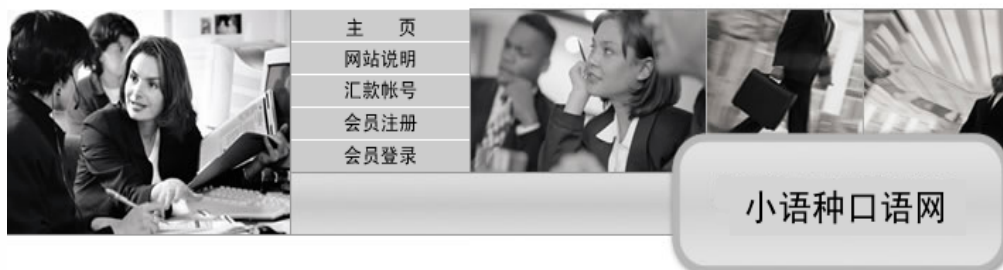 主 页
网站说明
汇款帐号
会员注册
会员登录
小语种口语网